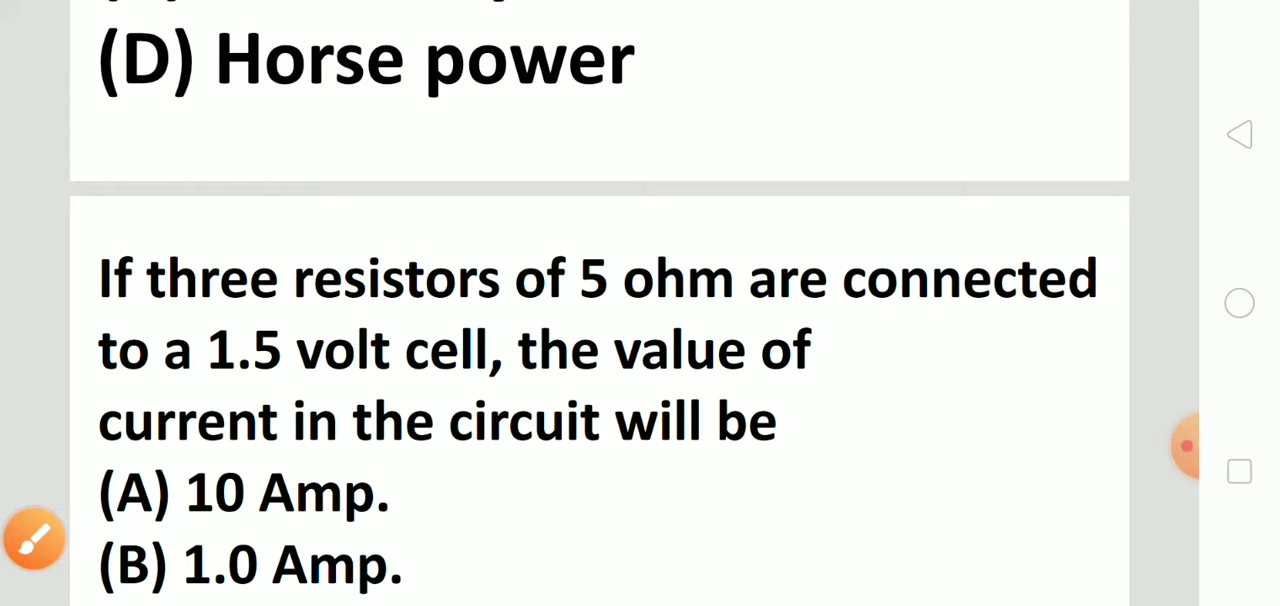 (D) Horse power
If three resistors of 5 ohm are connected
to a 1.5 volt cell, the value of
current in the circuit will be
(A) 10 Amp.
(B) 1.0 Amp.